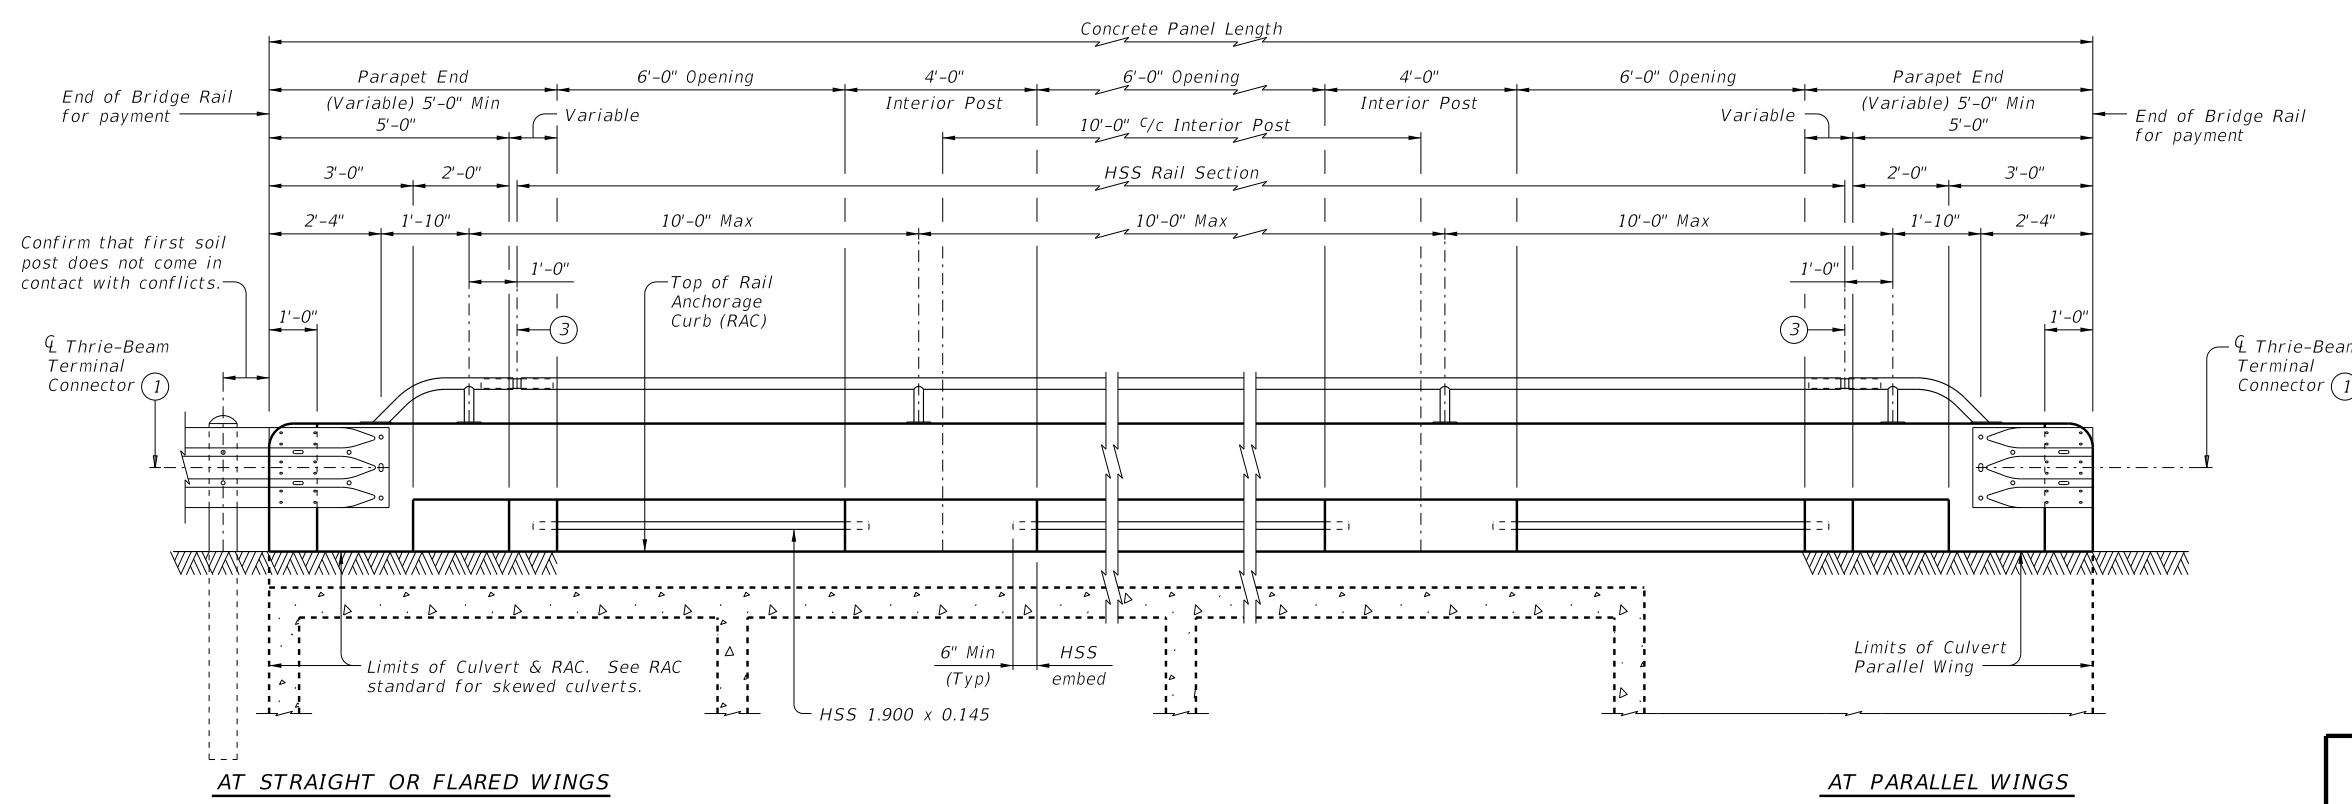 Concrete Panel Length
Parapet End
6'-0" Opening
4'-0"
6'-0" Opening
4'-0"
6'-0" Opening
Parapet End
End of Bridge Rail
for payment
(Variable) 5'-0" Min
Interior Post
Interior Post
(Variable) 5'-0" Min
End of Bridge Rail
for payment
5'-0"
Variable
10'-0" C/c Interior Post
Variable
5'-0"
3'-0"
2'-0"
HSS Rail Section
2'-0"
3'-0"
2'-4"
1'-10"
10'-0" Max
10'-0" Max
10'-0" Max
1'-10"
2'-4"
Confirm that first soil
post does not come in
contact with conflicts.
1'-0"
Top of Rail
Anchorage
Curb (RAC)
1'-0"
1'-0"
3
3
1'-0"
℄ Thrie-Beam
Terminal
Connector 1
℄ Thrie-Beam
Terminal
Connector 1
6" Min
(Typ)
HSS
embed
Limits of Culvert & RAC. See RAC
standard for skewed culverts.
HSS 1.900 x 0.145
Limits of Culvert
Parallel Wing
AT STRAIGHT OR FLARED WINGS
AT PARALLEL WINGS